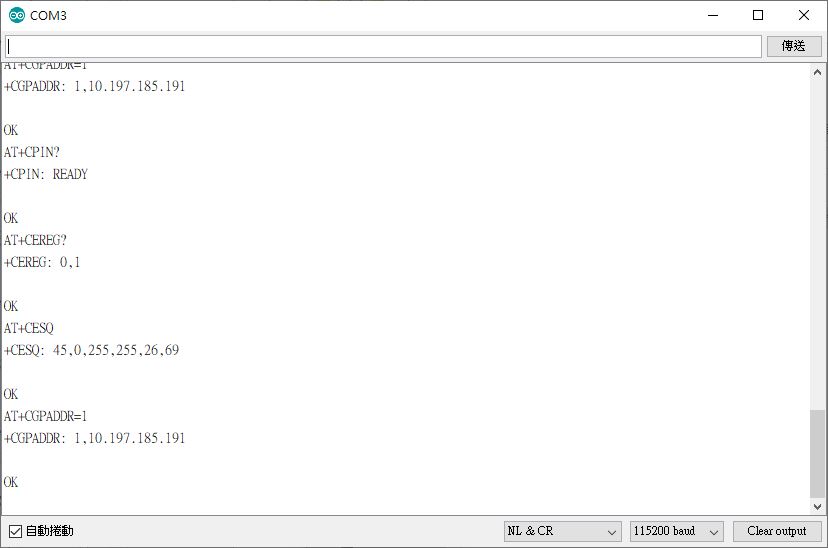 COM3
傳送
AT+CGPADDR=1
+CGPADDR: 1,10.197.185.191
OK
AT+CPIN?
+CPIN: READY
OK
AT+CEREG?
+CEREG: 0,1
OK
AT+CESQ
+CESQ: 45,0,255,255,26,69
OK
AT+CGPADDR=1
+CGPADDR: 1,10.197.185.191
OK
自動捲動
NL & CR
115200 baud
Clear output